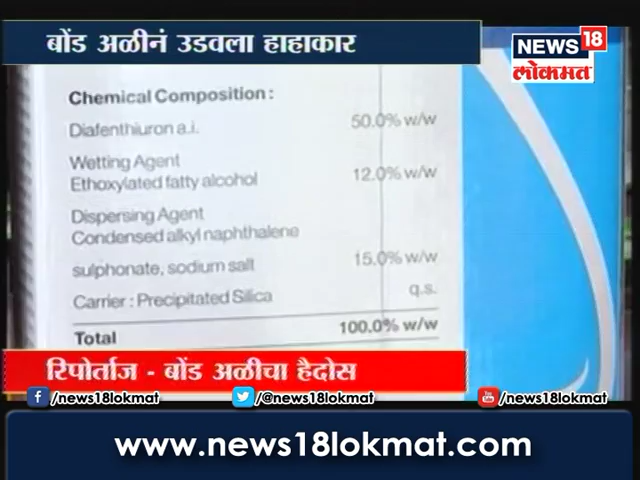 बोंड अळीनं उडवला हाहाकार
NEWS 18
लोकमत
Chemical Composition :
Diafenthiuron a.i. 50.0% w/w
Wetting Agent
Ethoxylated fatty alcohol 12.0% w/w
Dispersing Agent
Condensed alkyl naphthalene
sulphonate, sodium salt 15.0% w/w
Carrier : Precipitated Silica q.s.
Total 100.0% w/w
रिपोर्ताज - बोंड अळीचा हैदोस
/news18lokmat /@news18lokmat /news18lokmat
www.news18lokmat.com